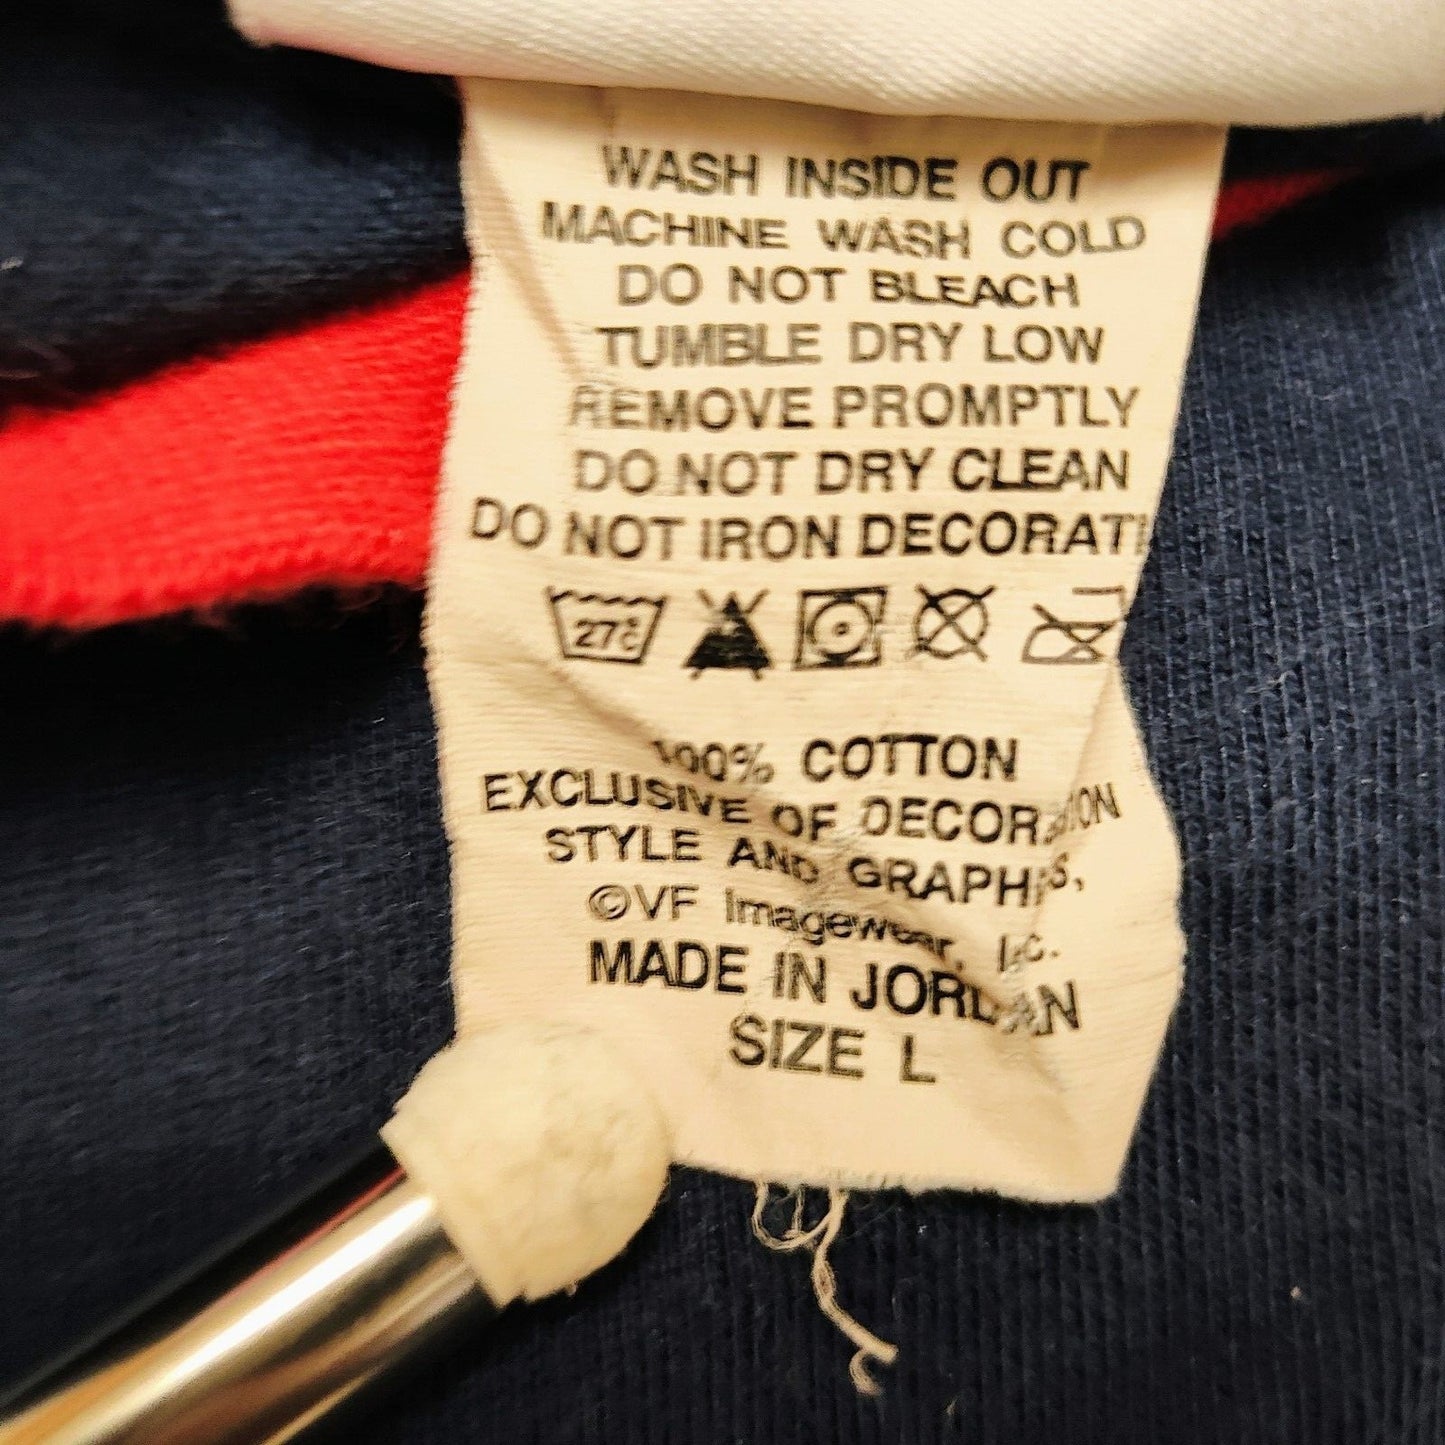 WASH INSIDE OUT
MACHINE WASH COLD
DO NOT BLEACH
TUMBLE DRY LOW
REMOVE PROMPTLY
DO NOT DRY CLEAN
DO NOT IRON DECORATI
27°C
100% COTTON
EXCLUSIVE OF DECORATION
STYLE AND GRAPHICS,
©VF Imagewear, Inc.
MADE IN JORDAN
SIZE L